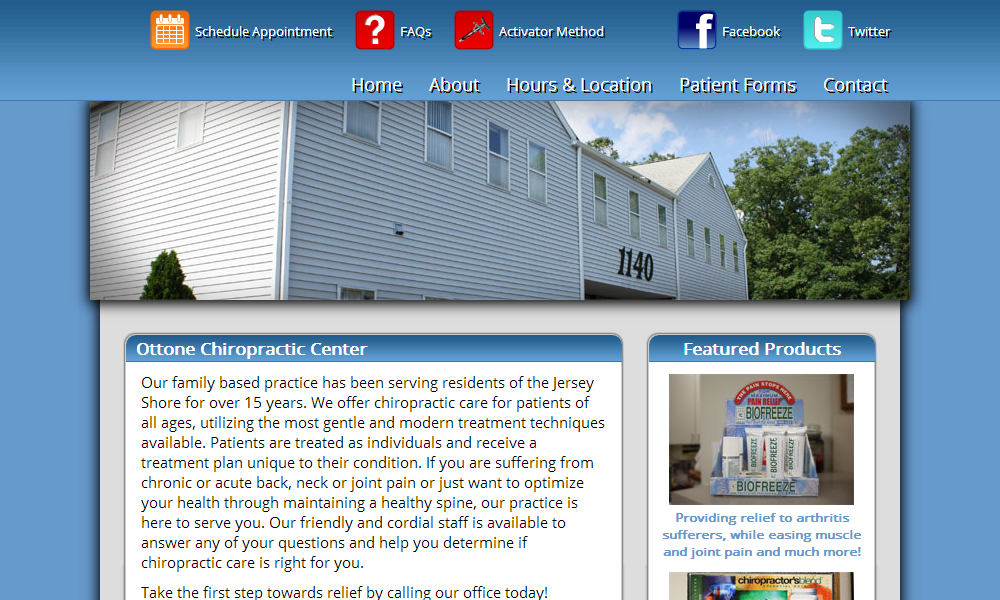 Schedule Appointment
FAQs
Activator Method
Facebook
Twitter
Home
About
Hours & Location
Patient Forms
Contact
1140
Ottone Chiropractic Center
Our family based practice has been serving residents of the Jersey
Shore for over 15 years. We offer chiropractic care for patients of
all ages, utilizing the most gentle and modern treatment techniques
available. Patients are treated as individuals and receive a
treatment plan unique to their condition. If you are suffering from
chronic or acute back, neck or joint pain or just want to optimize
your health through maintaining a healthy spine, our practice is
here to serve you. Our friendly and cordial staff is available to
answer any of your questions and help you determine if
chiropractic care is right for you.
Take the first step towards relief by calling our office today!
Featured Products
THE PAIN STOPS HERE
PAIN RELIEF
BIOFREEZE
BIOFREEZE
BIOFREEZE
BIOFREEZE
BIOFREEZE
Providing relief to arthritis
sufferers, while easing muscle
and joint pain and much more!
chiropractor'sblend